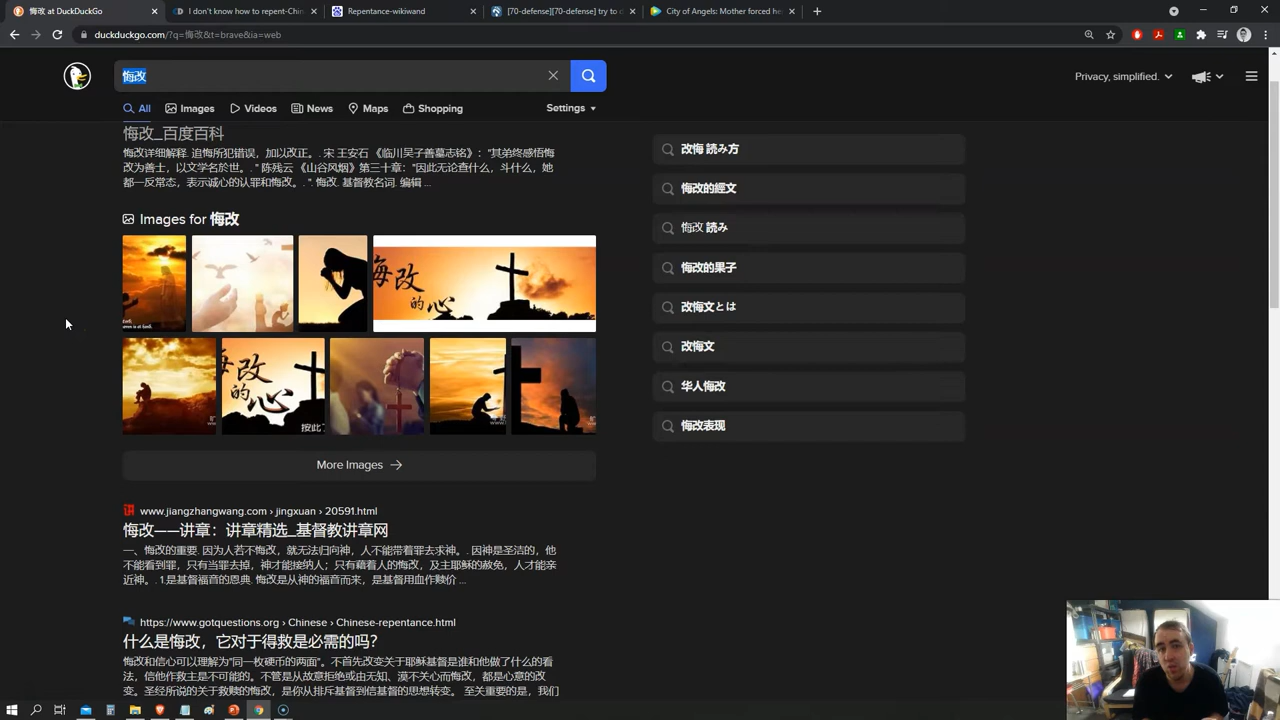 悔改 at DuckDuckGo
I don't know how to repent-Chin
Repentance-wikiwand
[70-defense][70-defense] try to d
City of Angels: Mother forced he
duckduckgo.com/?q=悔改&t=brave&ia=web
悔改
Privacy, simplified.
All
Images
Videos
News
Maps
Shopping
Settings
悔改_百度百科
悔改详细解释. 追悔所犯错误，加以改正。. 宋 王安石 《临川吴子善墓志铭》："其弟终感悟悔
改为善士，以文学名於世。. " 陈残云 《山谷风烟》第三十章："因此无论查什么，斗什么，她
都一反常态，表示诚心的认罪和悔改。. ". 悔改. 基督教名词. 编辑 ...
Images for 悔改
悔改
的心
悔改
的心
按此
More Images
www.jiangzhangwang.com › jingxuan › 20591.html
悔改——讲章：讲章精选_基督教讲章网
一、悔改的重要. 因为人若不悔改，就无法归向神，人不能带着罪去求神。. 因神是圣洁的，他
不能看到罪，只有当罪去掉，神才能接纳人；只有藉着人的悔改，及主耶稣的赦免，人才能亲
近神。. 1.是基督福音的恩典. 悔改是从神的福音而来，是基督用血作赎价 ...
https://www.gotquestions.org › Chinese › Chinese-repentance.html
什么是悔改，它对于得救是必需的吗？
悔改和信心可以理解为"同一枚硬币的两面"。不首先改变关于耶稣基督是谁和他做了什么的看
法，信他作救主是不可能的。不管是从故意拒绝或由无知、漠不关心而悔改，都是心意的改
变。圣经所说的关于救赎的悔改，是你从排斥基督到信基督的思想转变。 至关重要的是，我们
改悔 読み方
悔改的經文
悔改 読み
悔改的果子
改悔文とは
改悔文
华人悔改
悔改表现